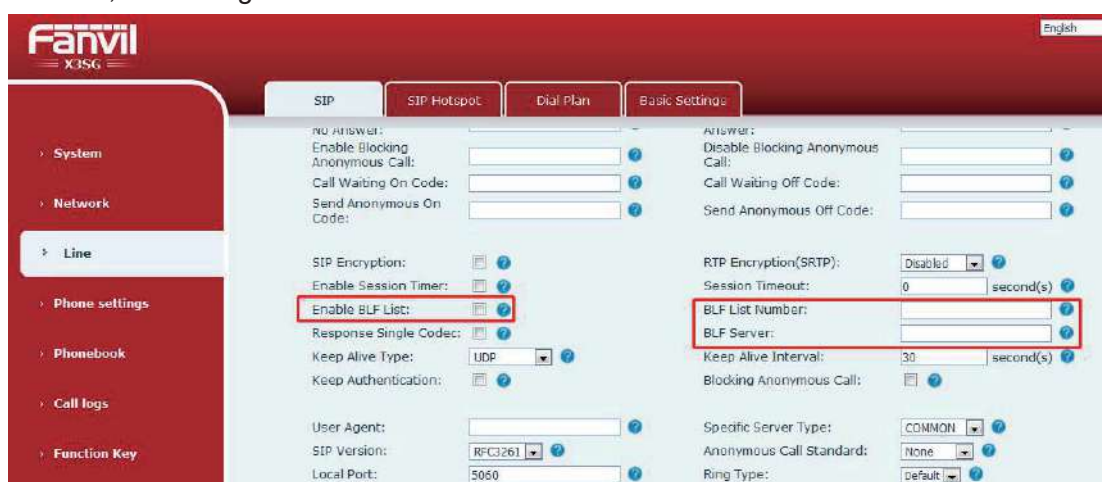 Fanvil
X3SG
English
SIP
SIP Hotspot
Dial Plan
Basic Settings
System
Network
Line
Phone settings
Phonebook
Call logs
Function Key
No Answer:
Answer:
Enable Blocking
Anonymous Call:
Disable Blocking Anonymous
Call:
Call Waiting On Code:
Call Waiting Off Code:
Send Anonymous On
Code:
Send Anonymous Off Code:
SIP Encryption:
RTP Encryption(SRTP):
Disabled
Enable Session Timer:
Session Timeout:
0
second(s)
Enable BLF List:
BLF List Number:
Response Single Codec:
BLF Server:
Keep Alive Type:
UDP
Keep Alive Interval:
30
second(s)
Keep Authentication:
Blocking Anonymous Call:
User Agent:
Specific Server Type:
COMMON
SIP Version:
RFC3261
Anonymous Call Standard:
None
Local Port:
5060
Ring Type:
Default